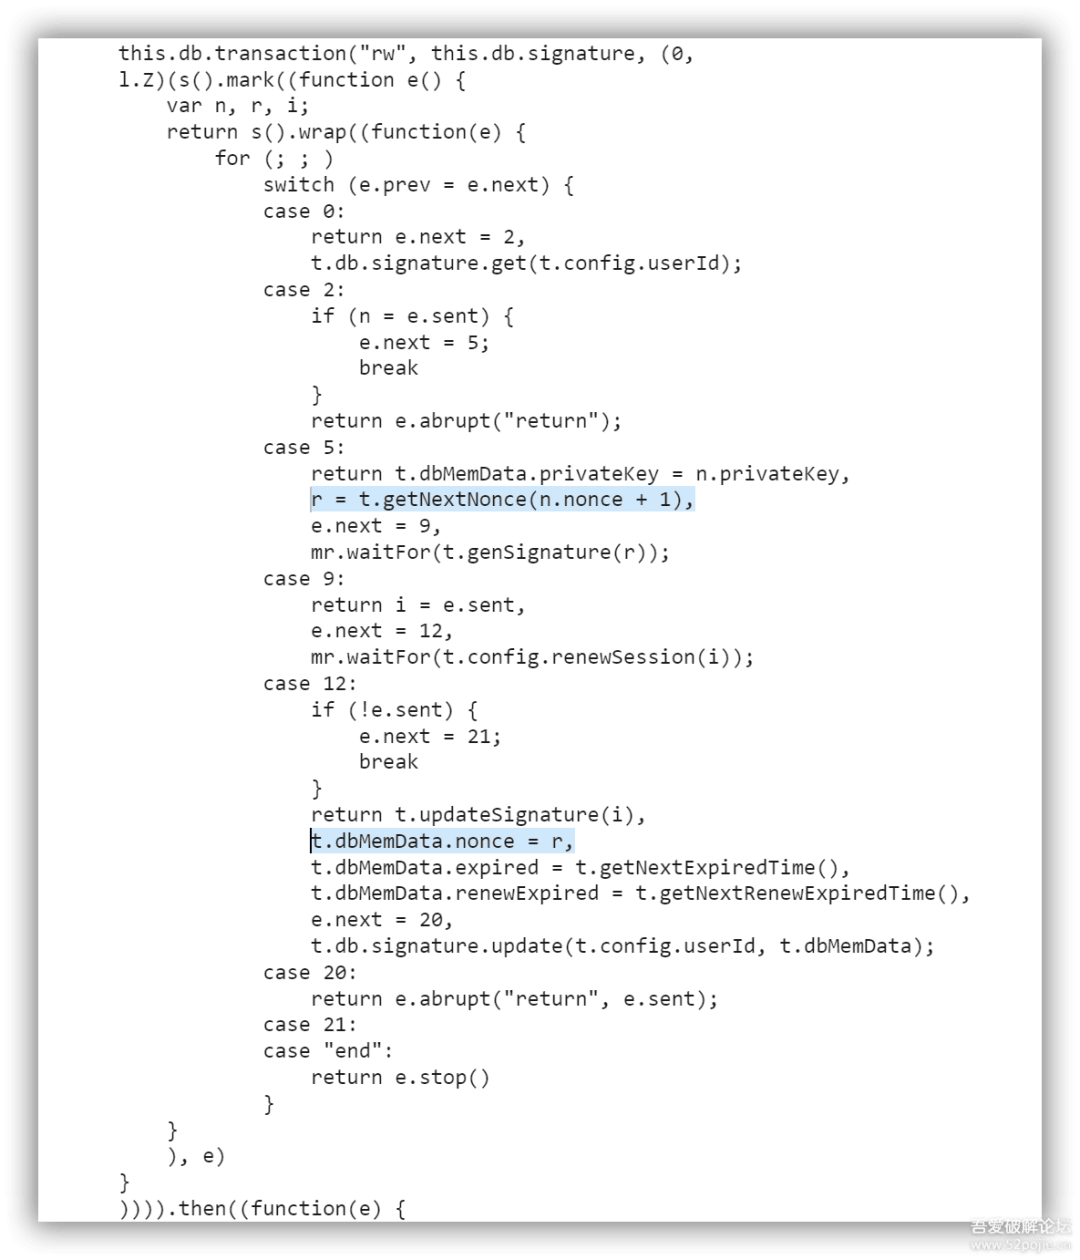 this.db.transaction("rw", this.db.signature, (0,
l.Z)(s().mark((function e() {
    var n, r, i;
    return s().wrap((function(e) {
        for (; ; )
            switch (e.prev = e.next) {
            case 0:
                return e.next = 2,
                t.db.signature.get(t.config.userId);
            case 2:
                if (n = e.sent) {
                    e.next = 5;
                    break
                }
                return e.abrupt("return");
            case 5:
                return t.dbMemData.privateKey = n.privateKey,
                r = t.getNextNonce(n.nonce + 1),
                e.next = 9,
                mr.waitFor(t.genSignature(r));
            case 9:
                return i = e.sent,
                e.next = 12,
                mr.waitFor(t.config.renewSession(i));
            case 12:
                if (!e.sent) {
                    e.next = 21;
                    break
                }
                return t.updateSignature(i),
                t.dbMemData.nonce = r,
                t.dbMemData.expired = t.getNextExpiredTime(),
                t.dbMemData.renewExpired = t.getNextRenewExpiredTime(),
                e.next = 20,
                t.db.signature.update(t.config.userId, t.dbMemData);
            case 20:
                return e.abrupt("return", e.sent);
            case 21:
            case "end":
                return e.stop()
            }
    }
    ), e)
}
)))).then((function(e) {
吾爱破解论坛
www.52pojie.cn